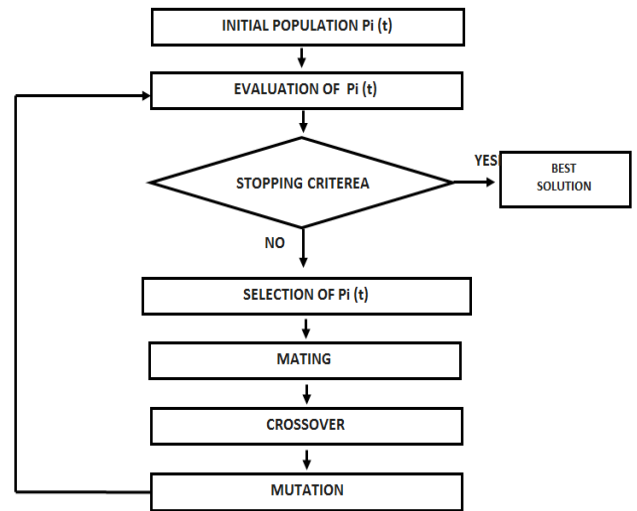 INITIAL POPULATION Pi (t)
EVALUATION OF Pi (t)
STOPPING CRITEREA
YES
BEST
SOLUTION
NO
SELECTION OF Pi (t)
MATING
CROSSOVER
MUTATION